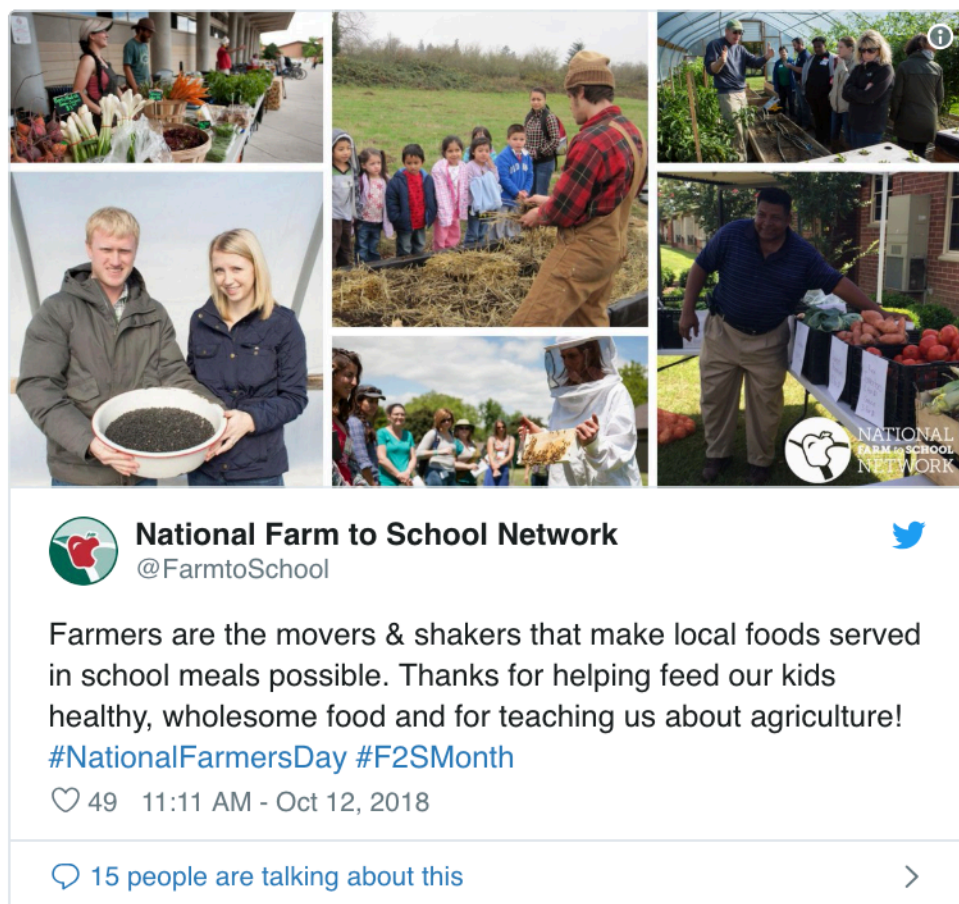 NATIONAL
FARM to SCHOOL
NETWORK
National Farm to School Network
@FarmtoSchool
Farmers are the movers & shakers that make local foods served
in school meals possible. Thanks for helping feed our kids
healthy, wholesome food and for teaching us about agriculture!
#NationalFarmersDay #F2SMonth
49 11:11 AM - Oct 12, 2018
15 people are talking about this